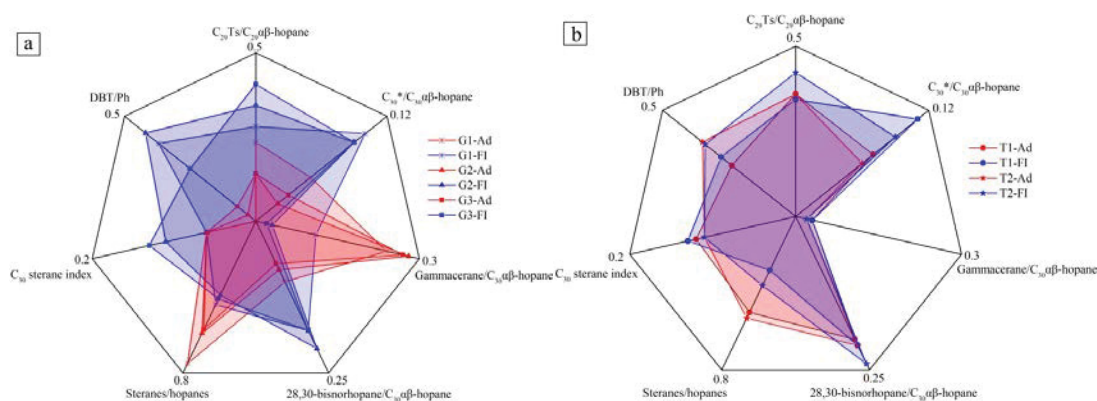 a
C₂₉Ts/C₂₉αβ-hopane
0.5
DBT/Ph
0.5
C₃₀*/C₃₀αβ-hopane
0.12
G1-Ad
G1-FI
G2-Ad
G2-FI
G3-Ad
G3-FI
0.2
C₃₀ sterane index
0.3
Gammacerane/C₃₀αβ-hopane
0.8
Steranes/hopanes
0.25
28,30-bisnorhopane/C₃₀αβ-hopane
b
C₂₉Ts/C₂₉αβ-hopane
0.5
DBT/Ph
0.5
C₃₀*/C₃₀αβ-hopane
0.12
T1-Ad
T1-FI
T2-Ad
T2-FI
0.2
C₃₀ sterane index
0.3
Gammacerane/C₃₀αβ-hopane
0.8
Steranes/hopanes
0.25
28,30-bisnorhopane/C₃₀αβ-hopane